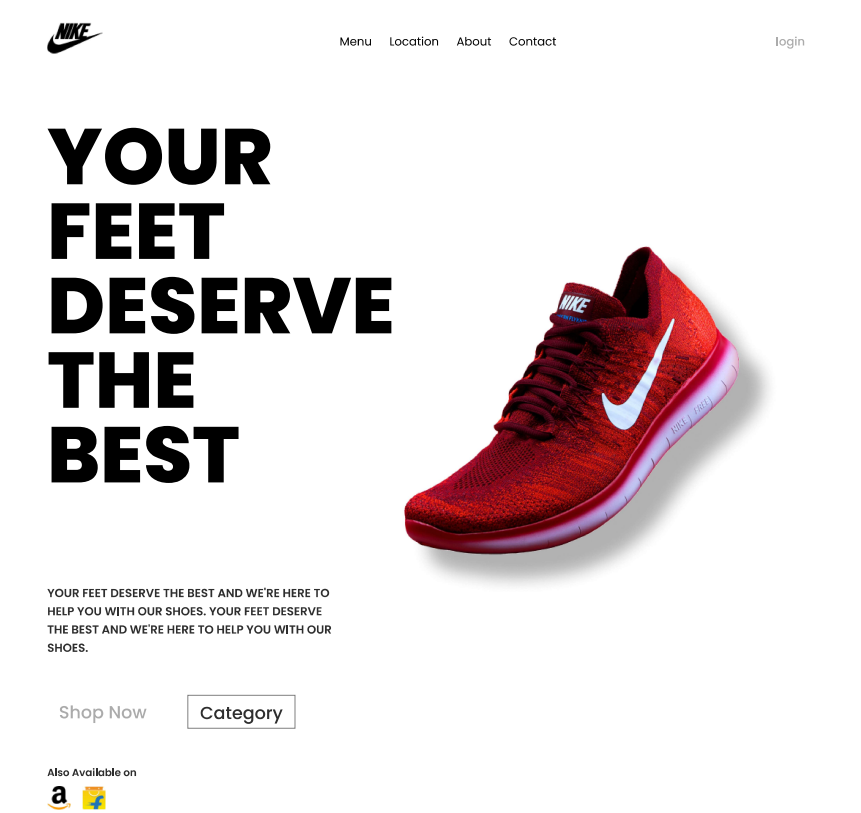 NIKE
Menu Location About Contact
login
YOUR
FEET
DESERVE
THE
BEST
NIKE
NIKE FREE
YOUR FEET DESERVE THE BEST AND WE'RE HERE TO
HELP YOU WITH OUR SHOES. YOUR FEET DESERVE
THE BEST AND WE'RE HERE TO HELP YOU WITH OUR
SHOES.
Shop Now
Category
Also Available on
a
f